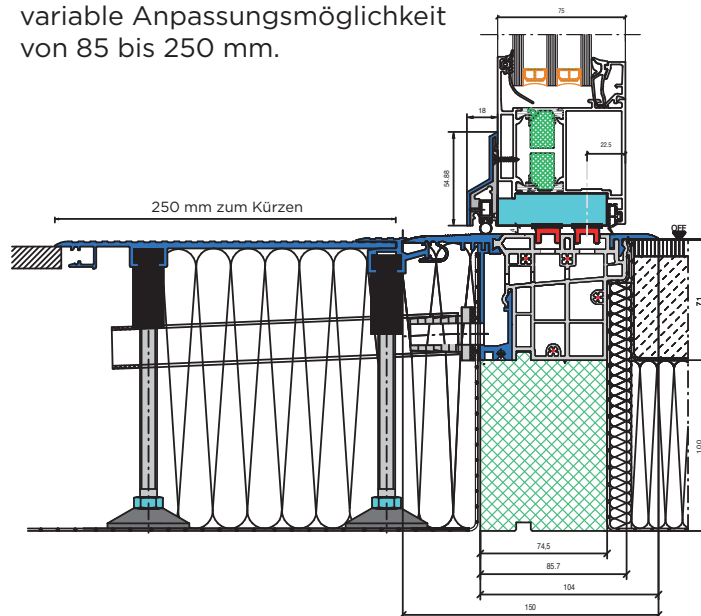 variable Anpassungsmöglichkeit
von 85 bis 250 mm.
75
18
22.5
54.88
250 mm zum Kürzen
4
OFF
71
100
74,5
85.7
104
150